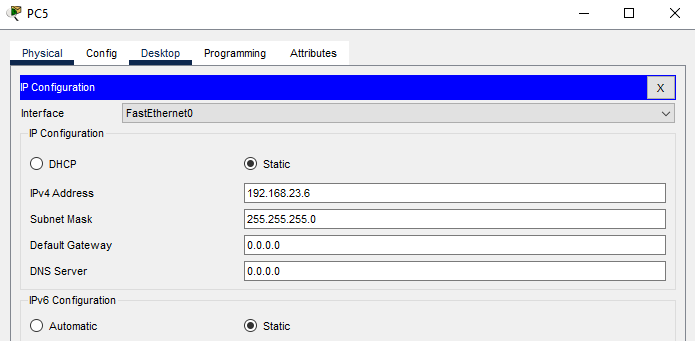 PC5
Physical Config Desktop Programming Attributes
IP Configuration X
Interface FastEthernet0
IP Configuration
DHCP Static
IPv4 Address 192.168.23.6
Subnet Mask 255.255.255.0
Default Gateway 0.0.0.0
DNS Server 0.0.0.0
IPv6 Configuration
Automatic Static